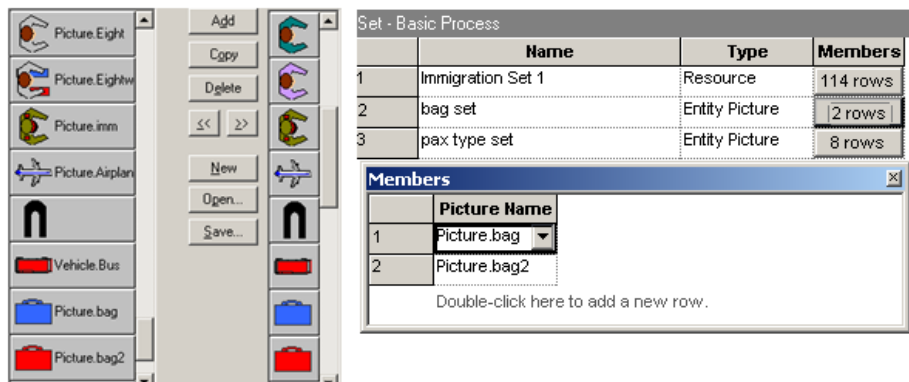 Picture.Eight
Picture.Eightw
Picture.imm
Picture.Airplan
Vehicle.Bus
Picture.bag
Picture.bag2
Add
Copy
Delete
<< >>
New
Open...
Save...
Set - Basic Process
Name Type Members
1 Immigration Set 1 Resource 114 rows
2 bag set Entity Picture 2 rows
3 pax type set Entity Picture 8 rows
Members
Picture Name
1 Picture.bag
2 Picture.bag2
Double-click here to add a new row.